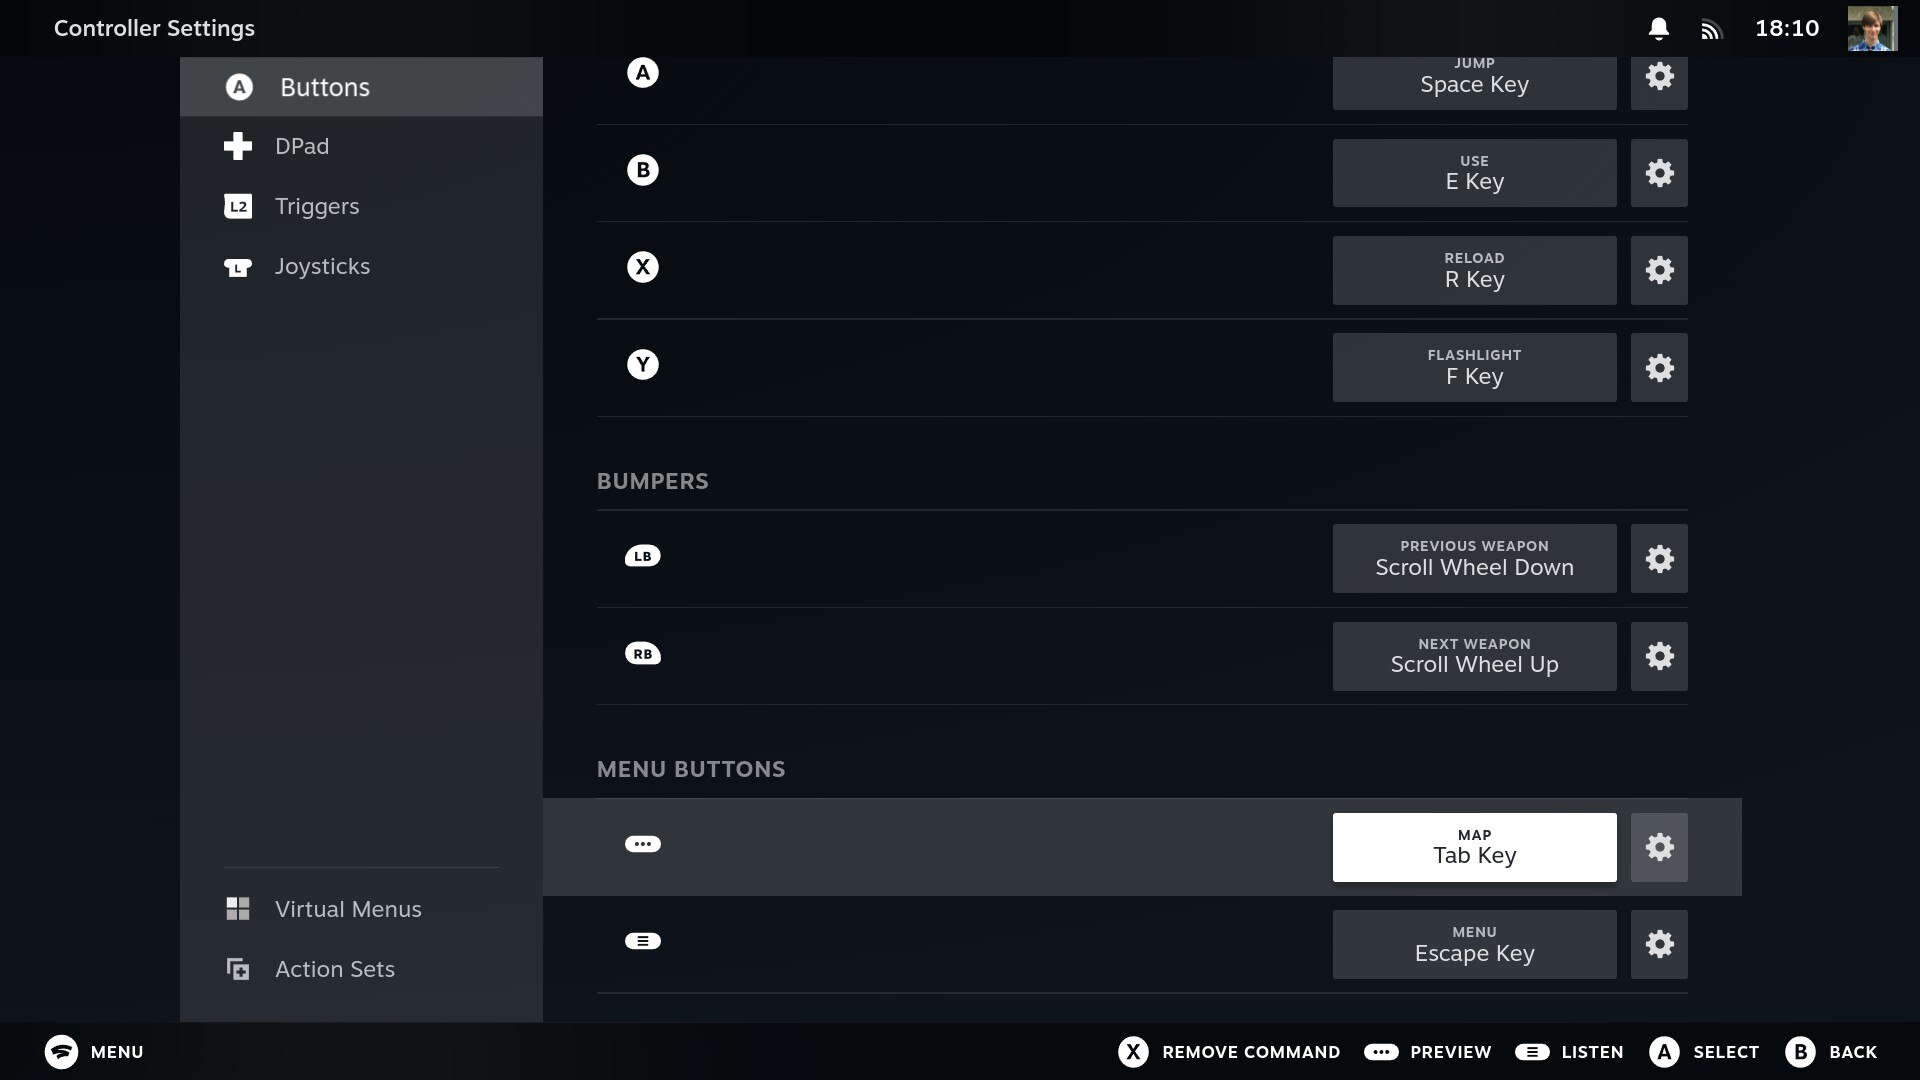 Controller Settings
18:10
A Buttons
DPad
L2 Triggers
L Joysticks
Virtual Menus
Action Sets
A
JUMP
Space Key
B
USE
E Key
X
RELOAD
R Key
Y
FLASHLIGHT
F Key
BUMPERS
LB
PREVIOUS WEAPON
Scroll Wheel Down
RB
NEXT WEAPON
Scroll Wheel Up
MENU BUTTONS
MAP
Tab Key
MENU
Escape Key
MENU
X REMOVE COMMAND
PREVIEW
LISTEN
A SELECT
B BACK